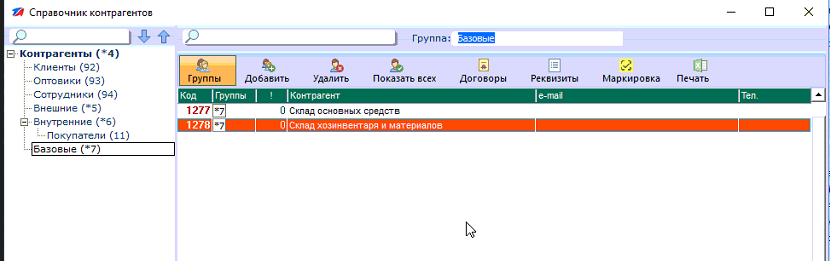 Справочник контрагентов
Группа: Базовые
Контрагенты (*4)
Клиенты (92)
Оптовики (93)
Сотрудники (94)
Внешние (*5)
Внутренние (*6)
Покупатели (11)
Базовые (*7)
Группы Добавить Удалить Показать всех Договоры Реквизиты Маркировка Печать
Код Группы ! Контрагент e-mail Тел.
1277 *7 0 Склад основных средств
1278 *7 0 Склад хозинвентаря и материалов